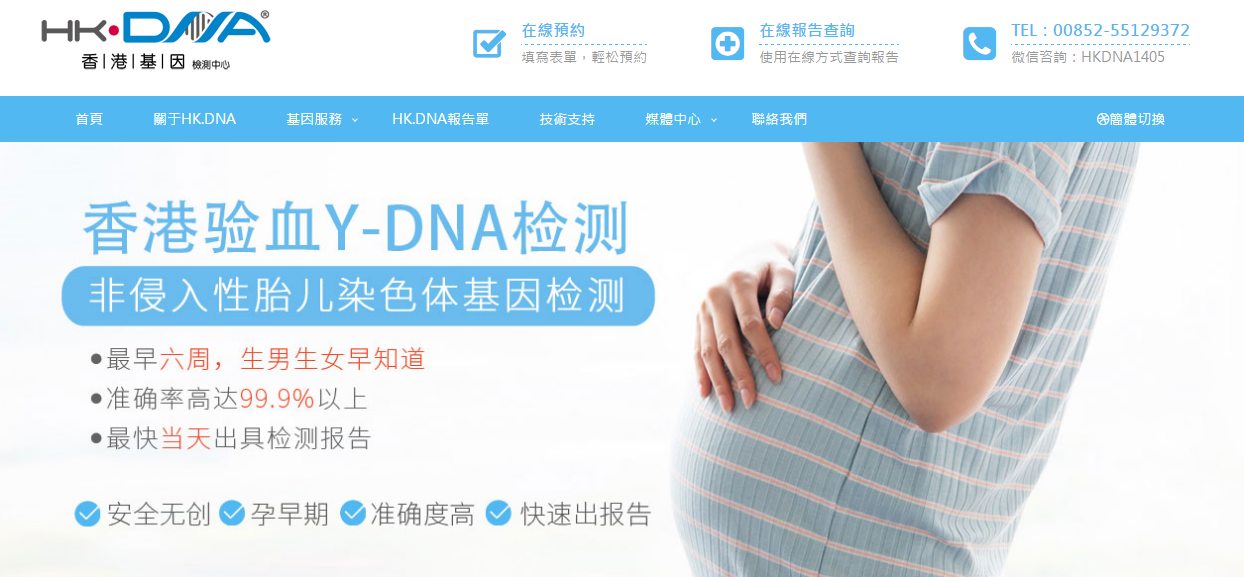 HK·DNA®
香|港|基|因 檢測中心
在線預約
填寫表單，輕松預約
在線報告查詢
使用在線方式查詢報告
TEL：00852-55129372
微信咨詢：HKDNA1405
首頁 關于HK.DNA 基因服務 HK.DNA報告單 技術支持 媒體中心 聯絡我們 簡體切換
香港验血Y-DNA检测
非侵入性胎儿染色体基因检测
●最早六周，生男生女早知道
●准确率高达99.9%以上
●最快当天出具检测报告
安全无创 孕早期 准确度高 快速出报告